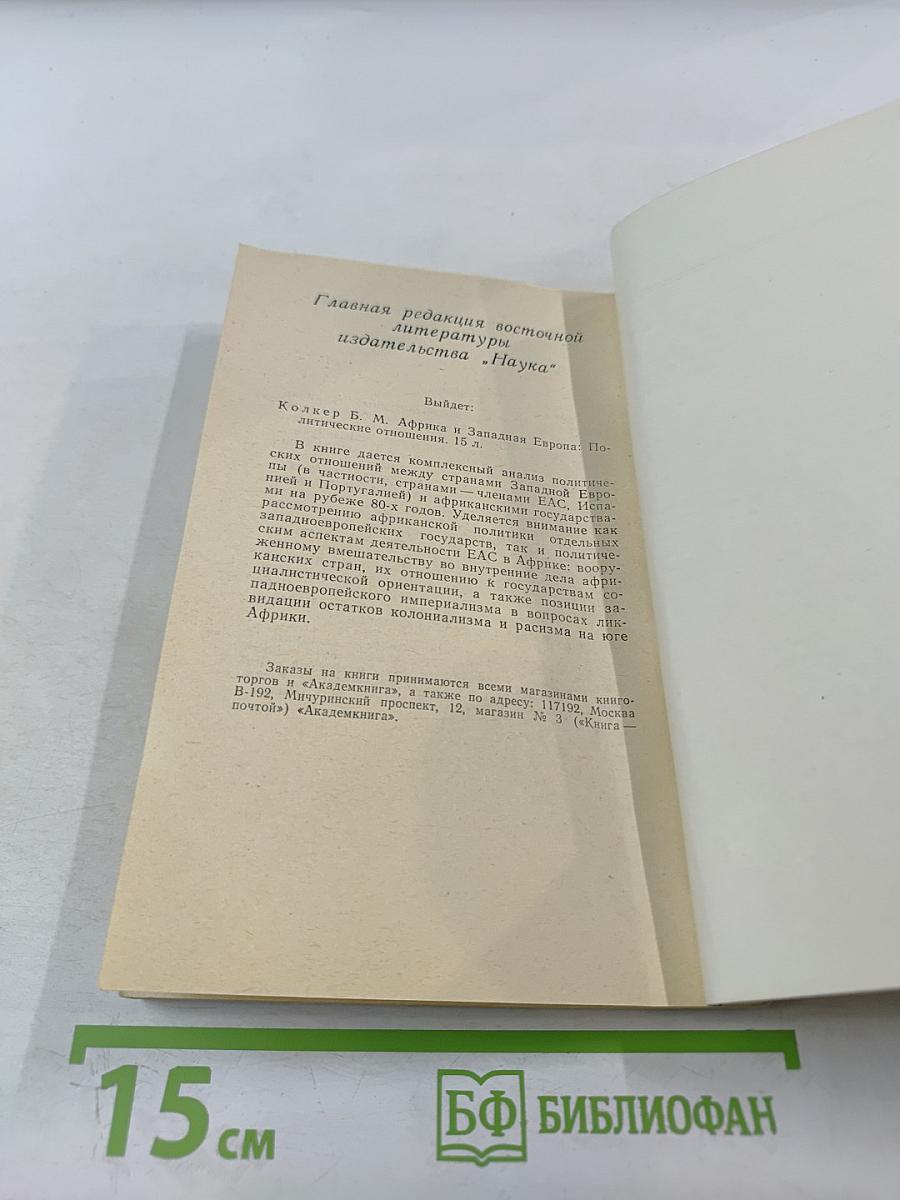 Главная редакция восточной
литературы
издательства „Наука“
Выйдет:
Колкер Б. М. Африка и Западная Европа: По-
литические отношения. 15 л.
В книге дается комплексный анализ политиче-
ских отношений между странами Западной Евро-
пы (в частности, странами — членами ЕАС, Испа-
нией и Португалией) и африканскими государства-
ми на рубеже 80-х годов. Уделяется внимание как
рассмотрению африканской политики отдельных
западноевропейских государств, так и политиче-
ским аспектам деятельности ЕАС в Африке: воору-
женному вмешательству во внутренние дела афри-
канских стран, их отношению к государствам со-
циалистической ориентации, а также позиции за-
падноевропейского империализма в вопросах лик-
видации остатков колониализма и расизма на юге
Африки.
Заказы на книги принимаются всеми магазинами книго-
торгов и «Академкнига», а также по адресу: 117192, Москва
В-192, Мичуринский проспект, 12, магазин № 3 («Книга —
почтой») «Академкнига».
15 см
БФ БИБЛИОФАН